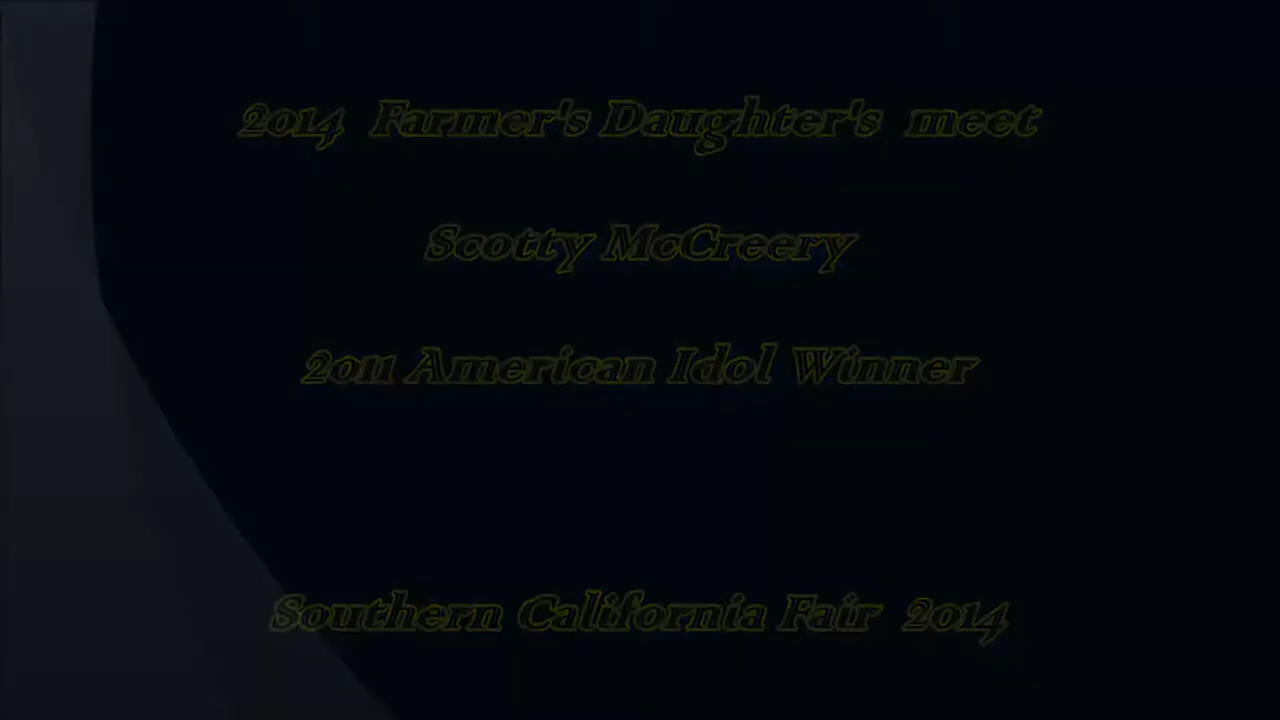 2014 Farmer's Daughter's meet
Scotty McCreery
2011 American Idol Winner
Southern California Fair 2014